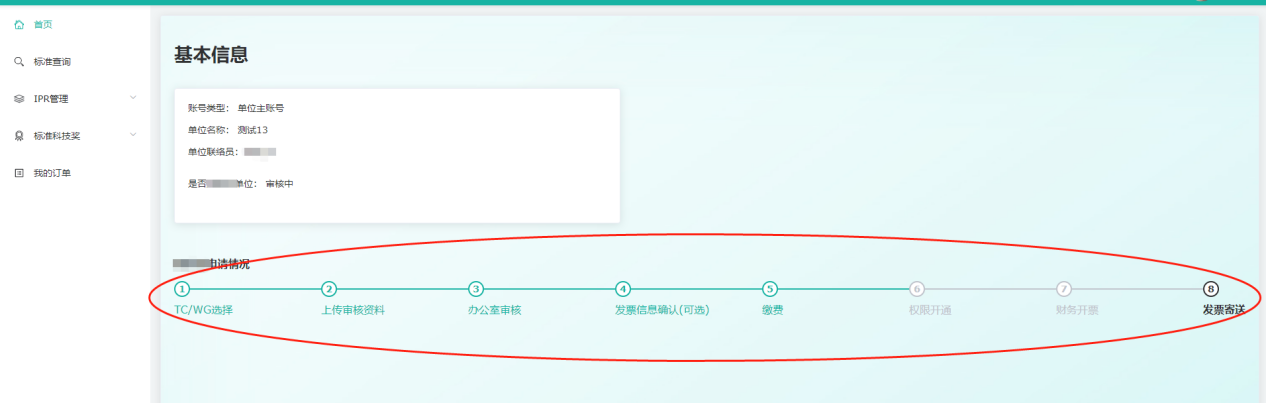 首页
标准查询
IPR管理
标准科技奖
我的订单
基本信息
账号类型： 单位主账号
单位名称： 测试13
单位联络员：
是否 单位： 审核中
申请情况
1 2 3 4 5 6 7 8
TC/WG选择 上传审核资料 办公室审核 发票信息确认(可选) 缴费 权限开通 财务开票 发票寄送